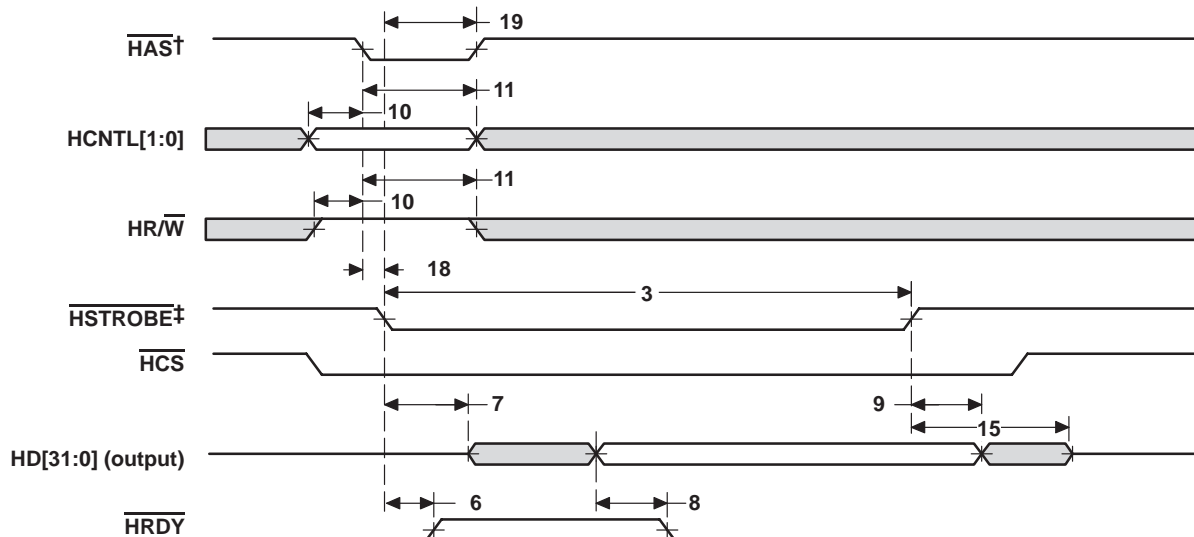 19
HAS†
11
10
HCNTL[1:0]
11
10
HR/W
18
3
HSTROBE‡
HCS
7
9
15
HD[31:0] (output)
6
8
HRDY